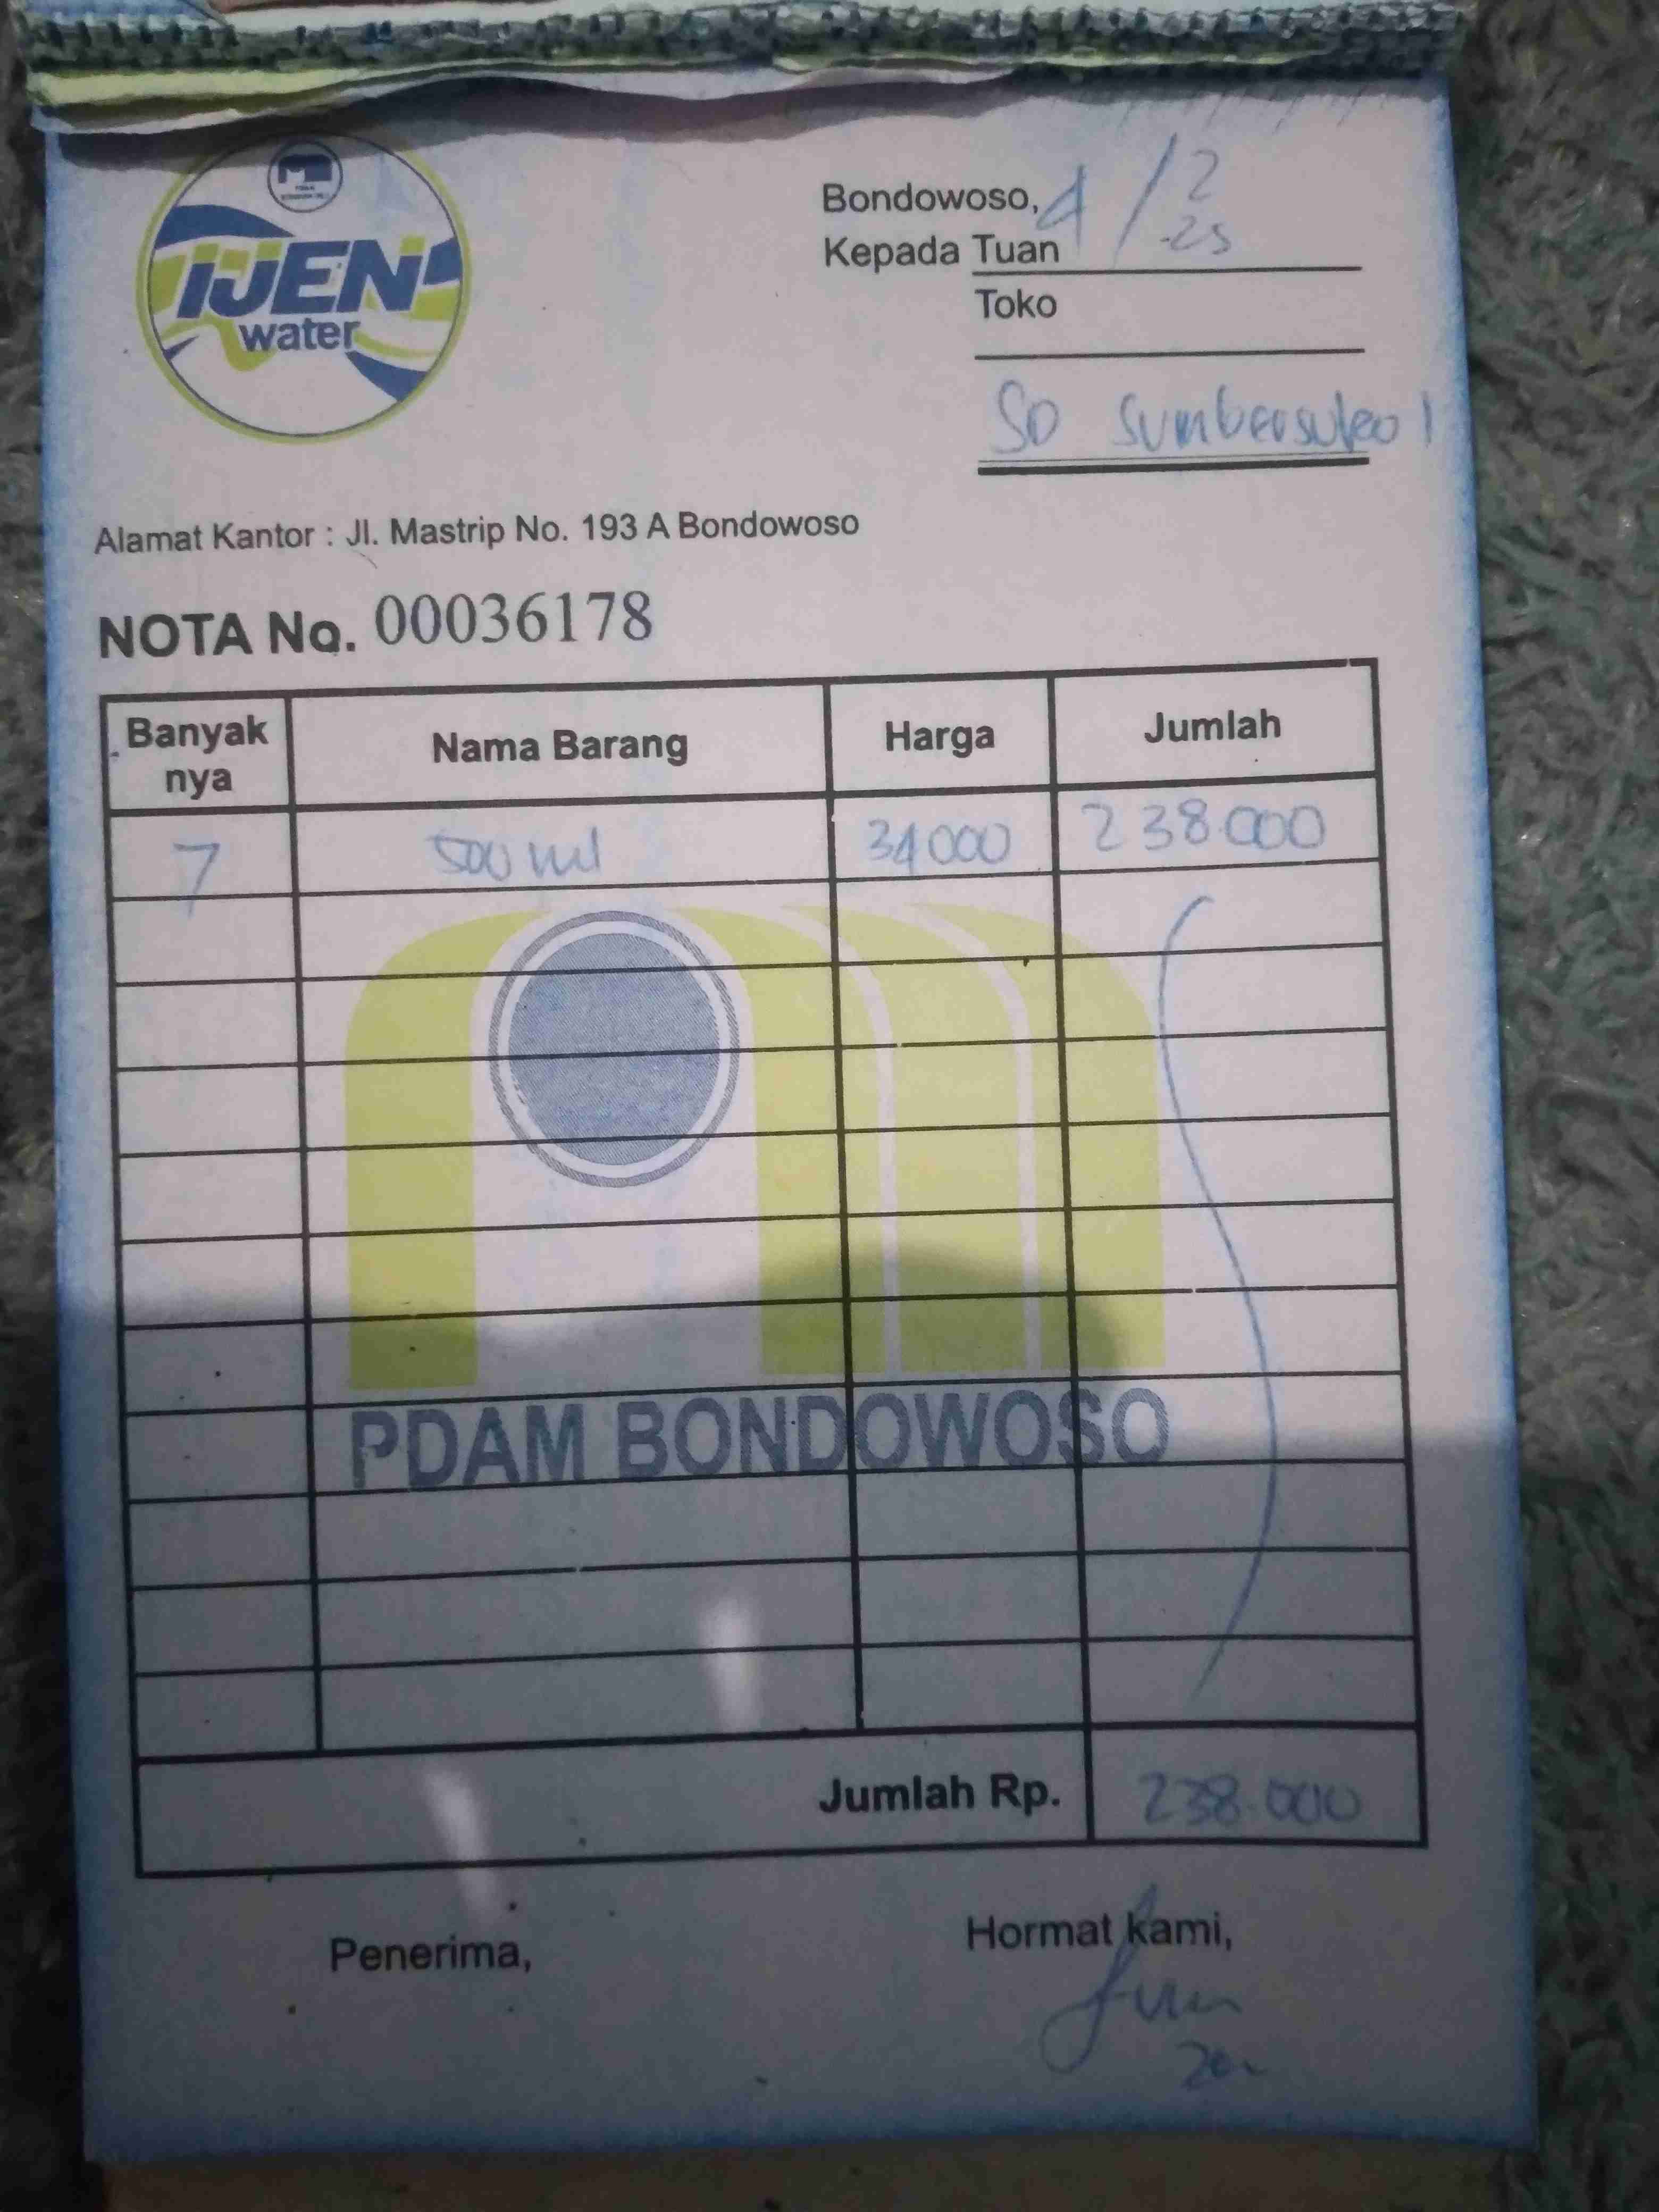 IJEN
water
Bondowoso, 4/2-25
Kepada Tuan
Toko
SD Sumbersuko 1
Alamat Kantor : Jl. Mastrip No. 193 A Bondowoso
NOTA No. 00036178
Banyak nya Nama Barang Harga Jumlah
7 500 ml 34000 238.000
PDAM BONDOWOSO
Jumlah Rp. 238.000
Penerima, Hormat kami,